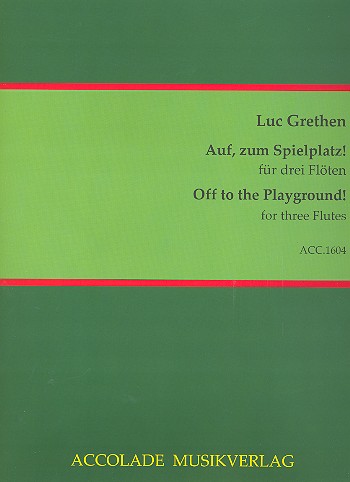 Luc Grethen
Auf, zum Spielplatz!
für drei Flöten
Off to the Playground!
for three Flutes
ACC.1604
ACCOLADE MUSIKVERLAG